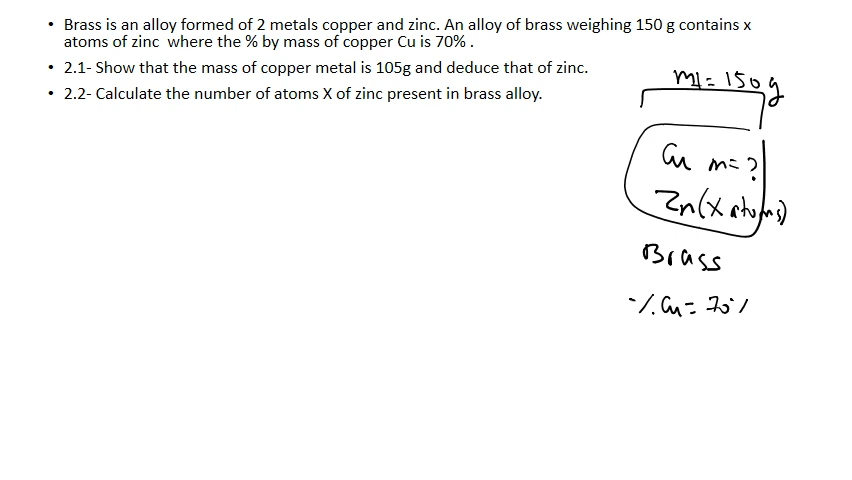 • Brass is an alloy formed of 2 metals copper and zinc. An alloy of brass weighing 150 g contains x
atoms of zinc where the % by mass of copper Cu is 70% .
• 2.1- Show that the mass of copper metal is 105g and deduce that of zinc.
• 2.2- Calculate the number of atoms X of zinc present in brass alloy.
m = 150 g
Cu m = ?
Zn (X atoms)
Brass
% Cu = 70 %